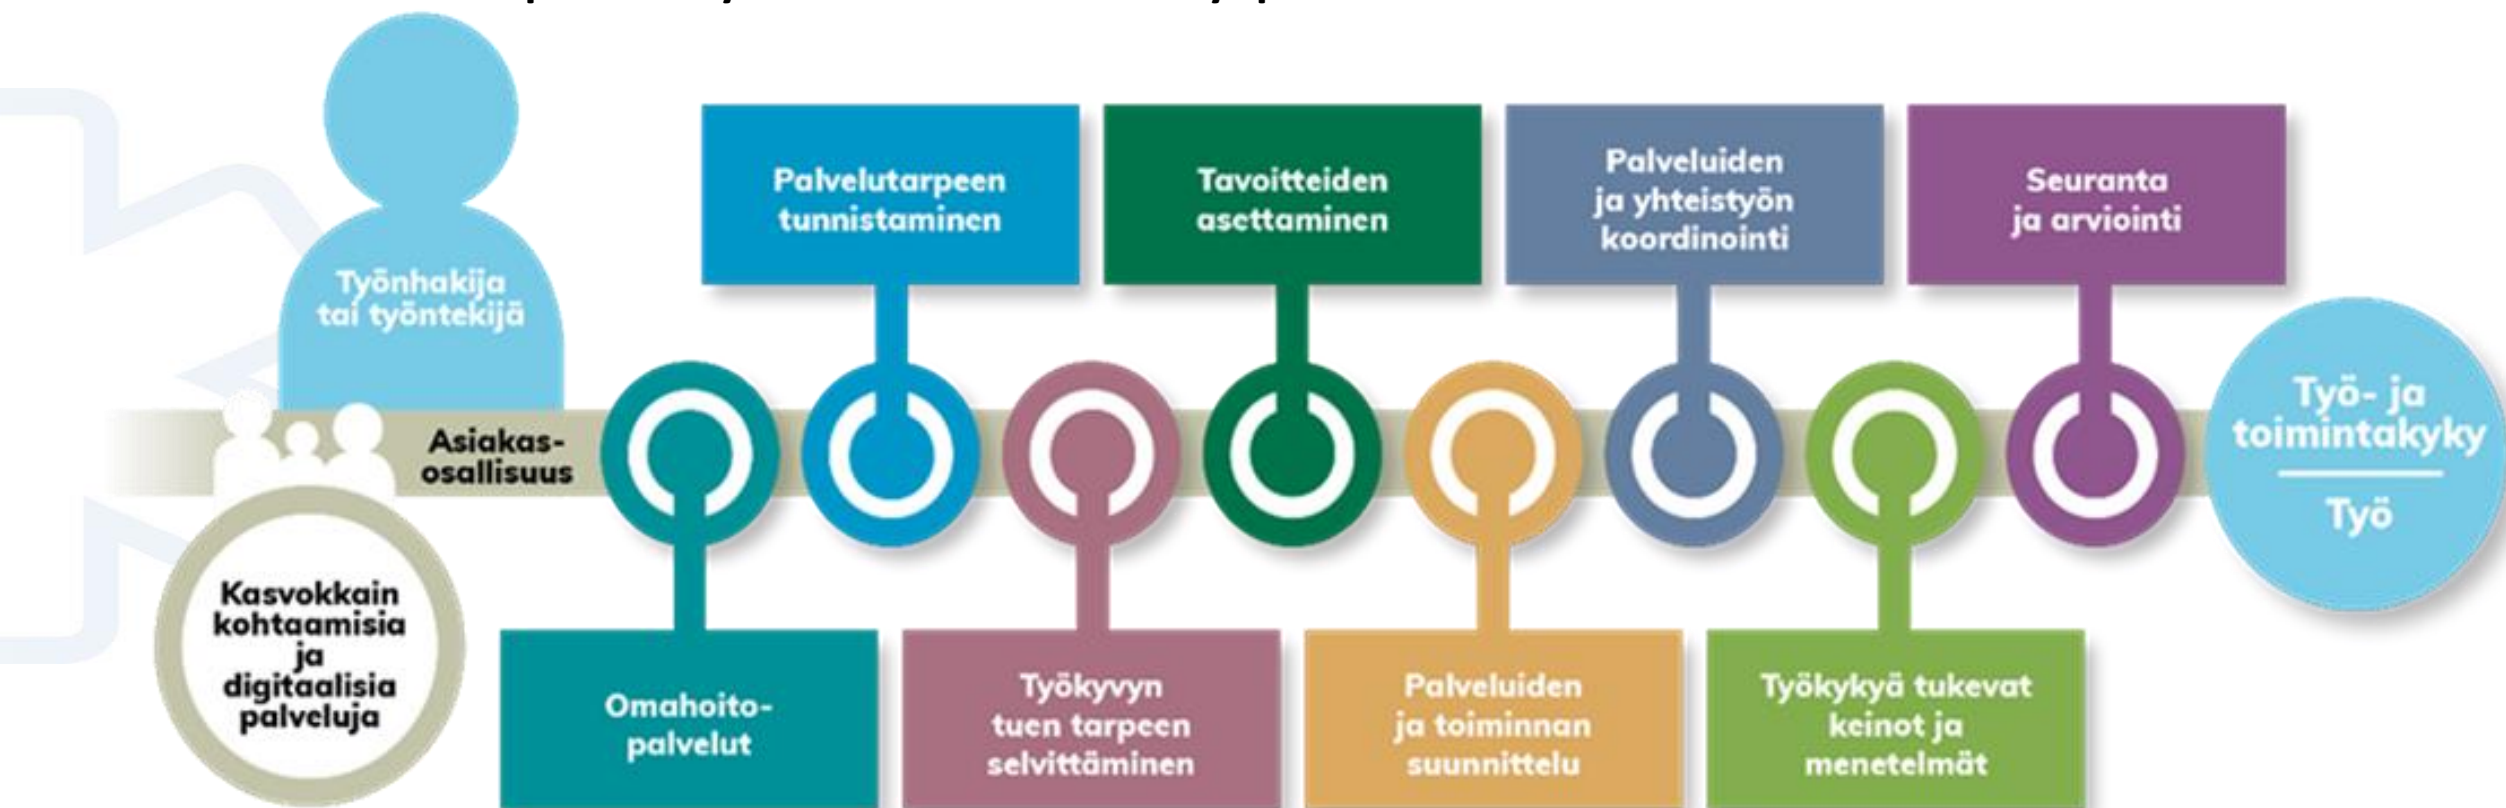 Työnhakija
tai työntekijä
Asiakas-
osallisuus
Kasvokkain
kohtaamisia
ja
digitaalisia
palveluja
Omahoito-
palvelut
Palvelutarpeen
tunnistaminen
Työkyvyn
tuen tarpeen
selvittäminen
Tavoitteiden
asettaminen
Palveluiden
ja toiminnan
suunnittelu
Palveluiden
ja yhteistyön
koordinointi
Työkykyä tukevat
keinot ja
menetelmät
Seuranta
ja arviointi
Työ- ja
toimintakyky
Työ